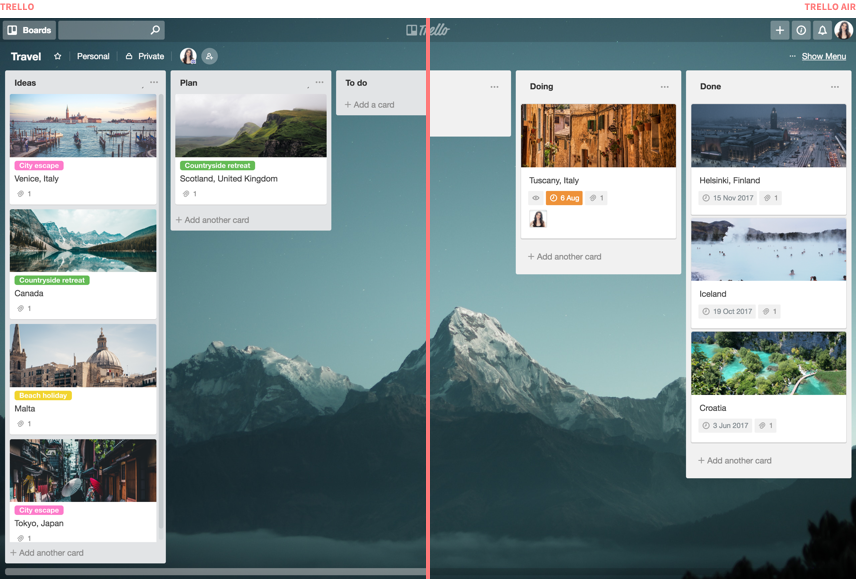 TRELLO
TRELLO AIR
Boards
Trello
Travel
Personal
Private
Show Menu
Ideas
City escape
Venice, Italy
1
Countryside retreat
Canada
1
Beach holiday
Malta
1
City escape
Tokyo, Japan
1
+ Add another card
Plan
Countryside retreat
Scotland, United Kingdom
1
+ Add another card
To do
+ Add a card
Doing
Tuscany, Italy
6 Aug 1
+ Add another card
Done
Helsinki, Finland
15 Nov 2017 1
Iceland
19 Oct 2017 1
Croatia
3 Jun 2017 1
+ Add another card